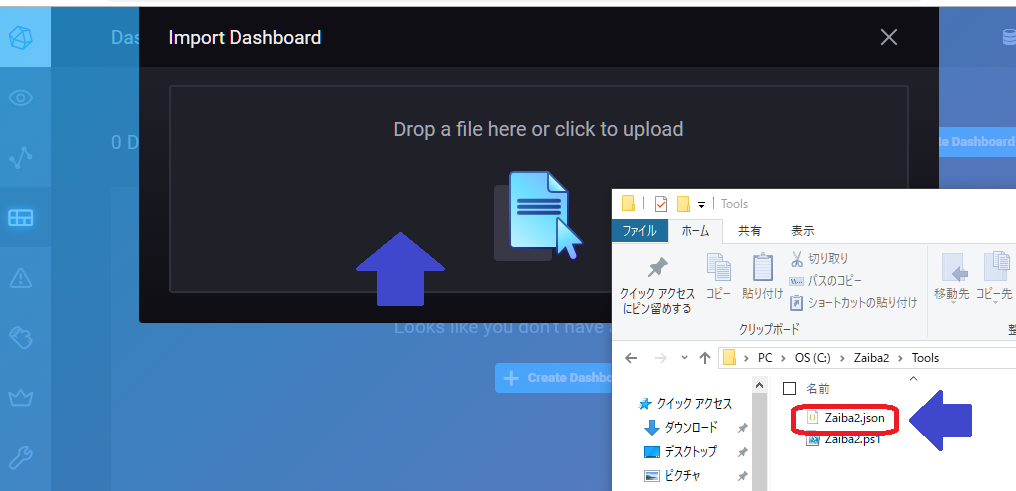 Import Dashboard
Das
Drop a file here or click to upload
0 D
te Dashboard
Looks like you don't have a
Create Dashbo
Tools
ファイル
ホーム
共有
表示
クイック アクセス
にピン留めする
コピー
貼り付け
切り取り
パスのコピー
ショートカットの貼り付け
移動先
コピー先
クリップボード
整
PC
OS (C:)
Zaiba2
Tools
名前
クイック アクセス
Zaiba2.json
ダウンロード
Zaiba2.ps1
デスクトップ
ピクチャ